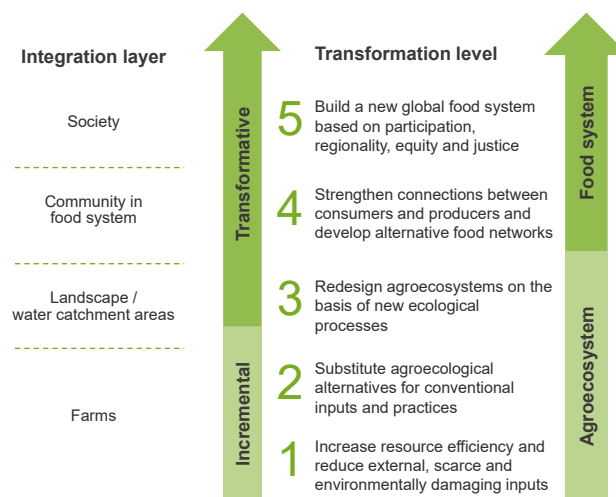 Integration layer
Transformation level
Society
Community in
food system
Landscape /
water catchment areas
Farms
Transformative
Incremental
5
Build a new global food system
based on participation,
regionality, equity and justice
4
Strengthen connections between
consumers and producers and
develop alternative food networks
3
Redesign agroecosystems on the
basis of new ecological
processes
2
Substitute agroecological
alternatives for conventional
inputs and practices
1
Increase resource efficiency and
reduce external, scarce and
environmentally damaging inputs
Food system
Agroecosystem